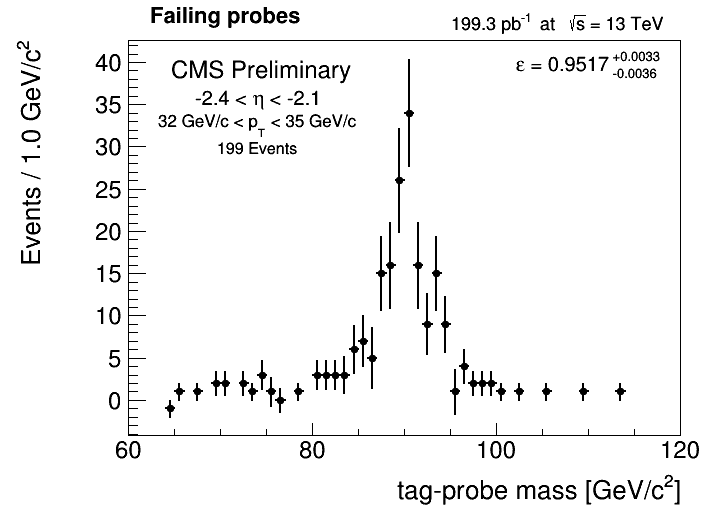 Failing probes
199.3 pb⁻¹ at √s = 13 TeV
CMS Preliminary
-2.4 < η < -2.1
32 GeV/c < p_T < 35 GeV/c
199 Events
ε = 0.9517 +0.0033 -0.0036
Events / 1.0 GeV/c²
40
35
30
25
20
15
10
5
0
60 80 100 120
tag-probe mass [GeV/c²]